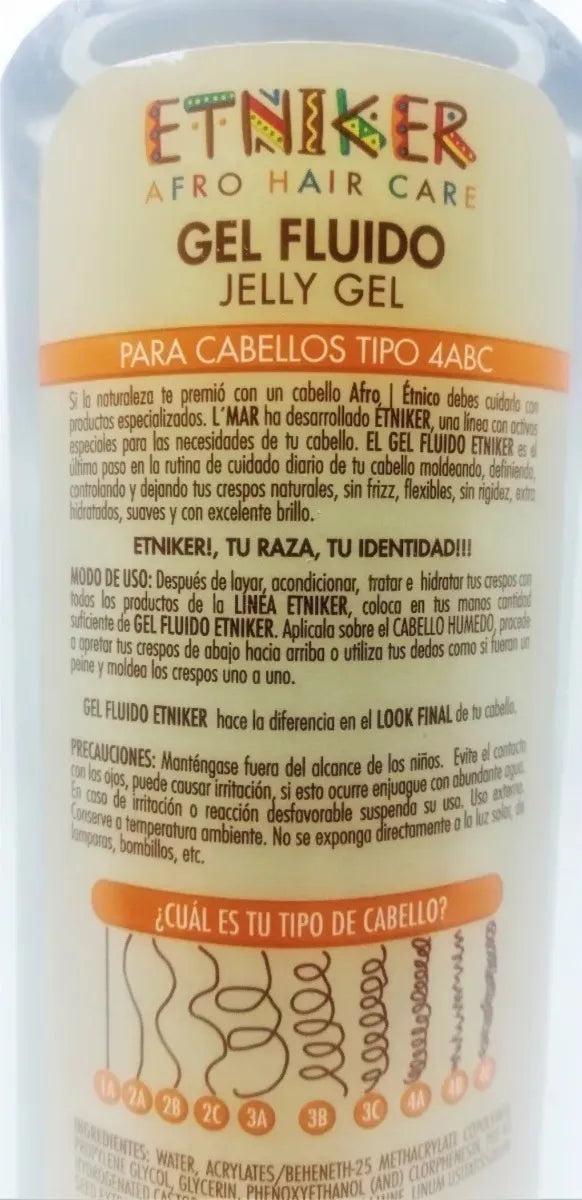 ETNIKER
AFRO HAIR CARE
GEL FLUIDO
JELLY GEL
PARA CABELLOS TIPO 4ABC
Si la naturaleza te premió con un cabello Afro | Étnico debes cuidarlo con
productos especializados. L´MAR ha desarrollado ETNIKER, una línea con activos
especiales para las necesidades de tu cabello. EL GEL FLUIDO ETNIKER es el
último paso en la rutina de cuidado diario de tu cabello moldeando, definiendo,
controlando y dejando tus crespos naturales, sin frizz, flexibles, sin rigidez, extra
hidratados, suaves y con excelente brillo.
ETNIKER!, TU RAZA, TU IDENTIDAD!!!
MODO DE USO: Después de lavar, acondicionar, tratar e hidratar tus crespos con
todos los productos de la LÍNEA ETNIKER, coloca en tus manos cantidad
suficiente de GEL FLUIDO ETNIKER. Aplicala sobre el CABELLO HUMEDO, procede
a apretar tus crespos de abajo hacia arriba o utiliza tus dedos como si fueran un
peine y moldea los crespos uno a uno.
GEL FLUIDO ETNIKER hace la diferencia en el LOOK FINAL de tu cabello.
PRECAUCIONES: Manténgase fuera del alcance de los niños. Evite el contacto
con los ojos, puede causar irritación, si esto ocurre enjuague con abundante agua.
En caso de irritación o reacción desfavorable suspenda su uso. Uso externo.
Conserve a temperatura ambiente. No se exponga directamente a la luz solar, de
lamparas, bombillos, etc.
¿CUÁL ES TU TIPO DE CABELLO?
1A 2A 2B 2C 3A 3B 3C 4A 4B
INGREDIENTES: WATER, ACRYLATES/BEHENETH-25 METHACRYLATE
PROPYLENE GLYCOL, GLYCERIN, PHENOXYETHANOL (AND) CLORPHENESIN,
HYDROGENATED LINUM